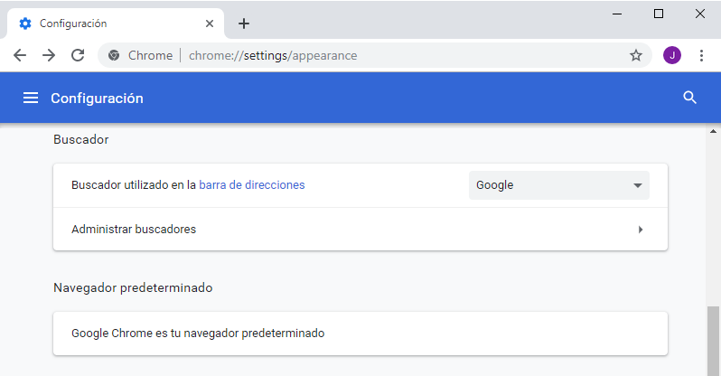 Configuración
Chrome | chrome://settings/appearance
J
Configuración
Buscador
Buscador utilizado en la barra de direcciones
Google
Administrar buscadores
Navegador predeterminado
Google Chrome es tu navegador predeterminado